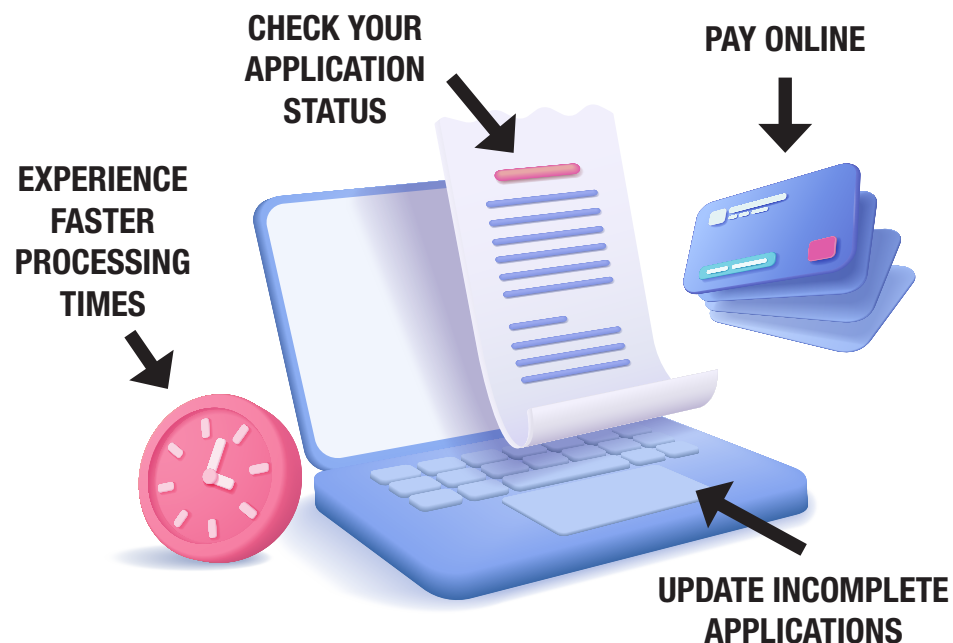 CHECK YOUR
APPLICATION
STATUS
PAY ONLINE
EXPERIENCE
FASTER
PROCESSING
TIMES
UPDATE INCOMPLETE
APPLICATIONS